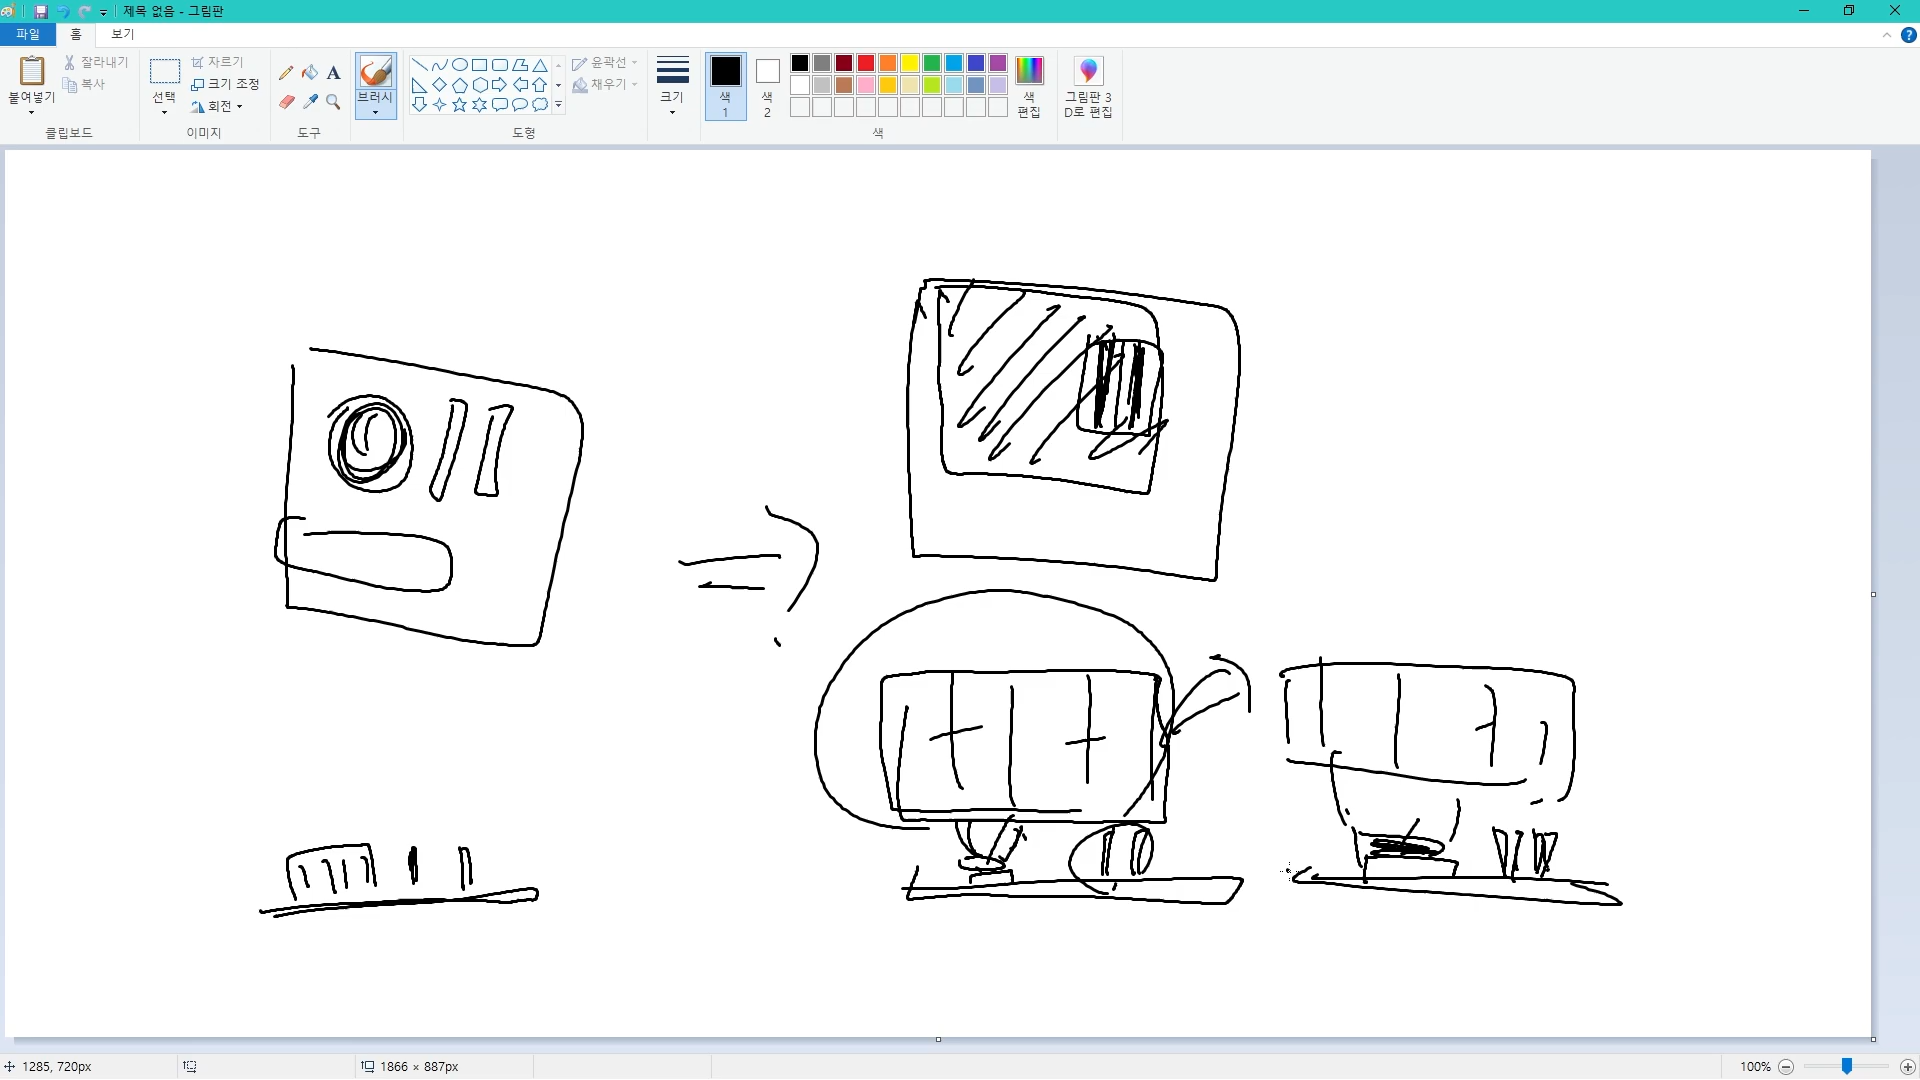 제목 없음 - 그림판
파일 홈 보기
붙여넣기
잘라내기
복사
클립보드
선택
자르기
크기 조정
회전
이미지
A
도구
브러시
윤곽선
채우기
도형
크기
색
1
색
2
색
편집
색
그림판 3
D로 편집
?
1285, 720px
1866 × 887px
100%